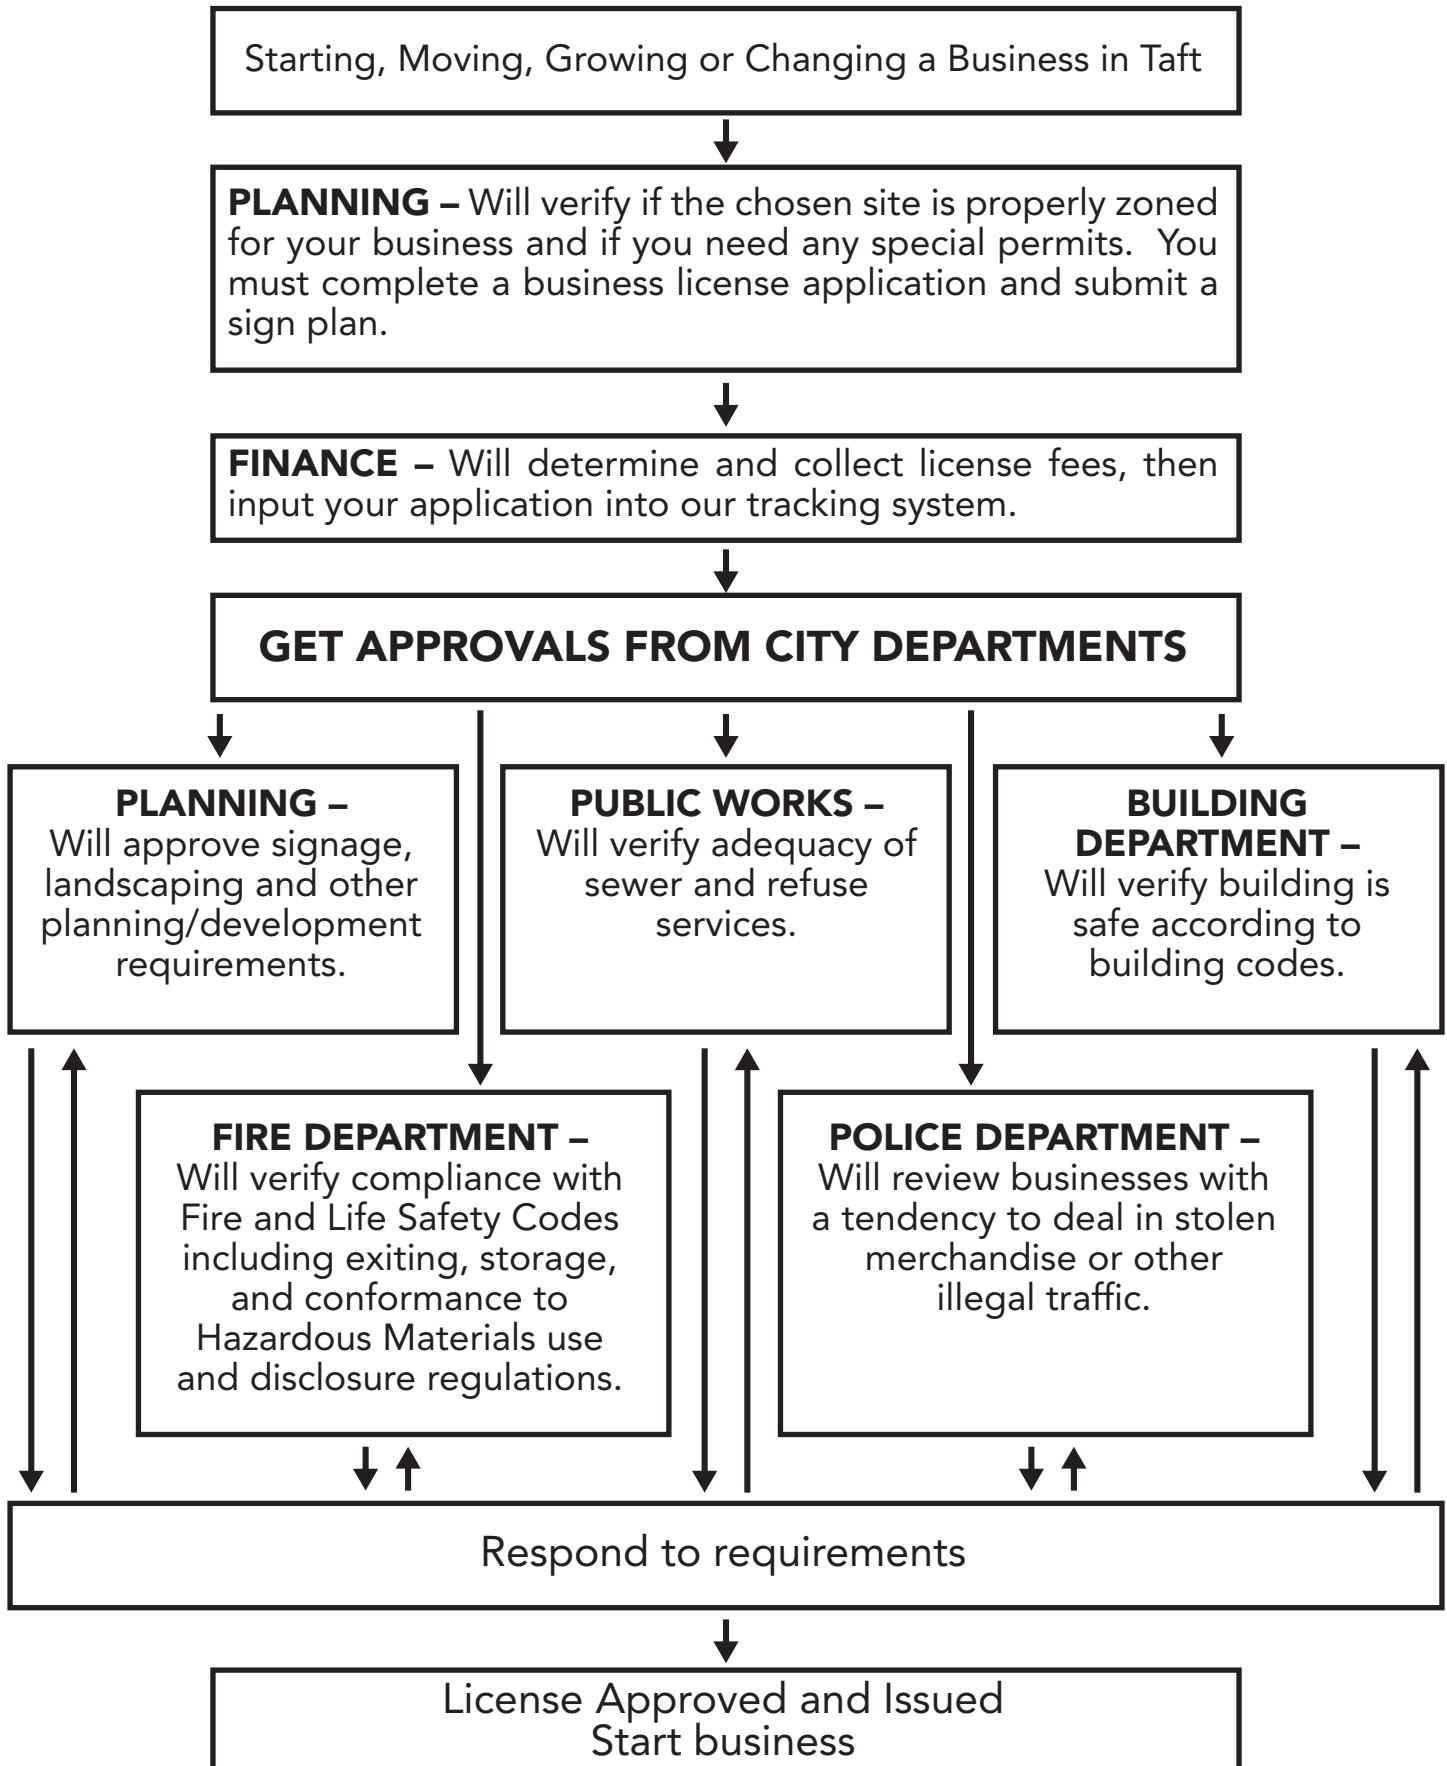 Starting, Moving, Growing or Changing a Business in Taft
PLANNING – Will verify if the chosen site is properly zoned
for your business and if you need any special permits. You
must complete a business license application and submit a
sign plan.
FINANCE – Will determine and collect license fees, then
input your application into our tracking system.
GET APPROVALS FROM CITY DEPARTMENTS
PLANNING –
Will approve signage,
landscaping and other
planning/development
requirements.
PUBLIC WORKS –
Will verify adequacy of
sewer and refuse
services.
BUILDING
DEPARTMENT –
Will verify building is
safe according to
building codes.
FIRE DEPARTMENT –
Will verify compliance with
Fire and Life Safety Codes
including exiting, storage,
and conformance to
Hazardous Materials use
and disclosure regulations.
POLICE DEPARTMENT –
Will review businesses with
a tendency to deal in stolen
merchandise or other
illegal traffic.
Respond to requirements
License Approved and Issued
Start business